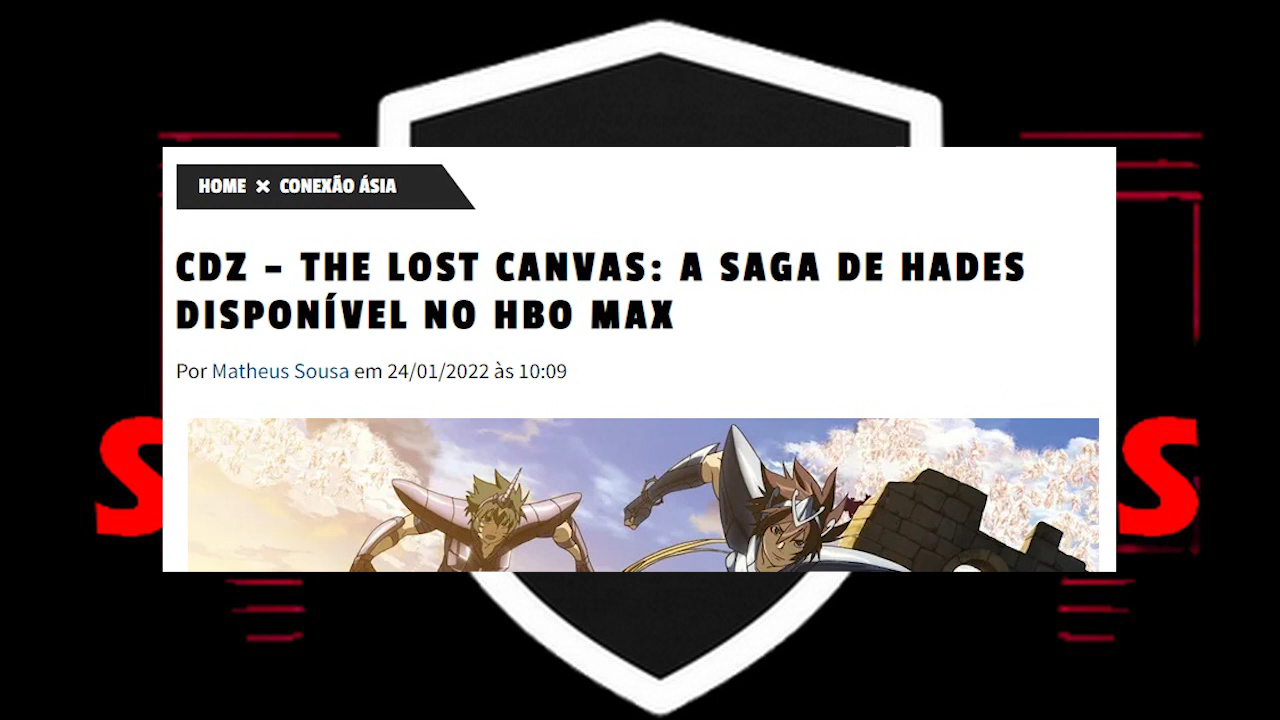 HOME × CONEXÃO ÁSIA
CDZ – THE LOST CANVAS: A SAGA DE HADES
DISPONÍVEL NO HBO MAX
Por Matheus Sousa em 24/01/2022 às 10:09
S S